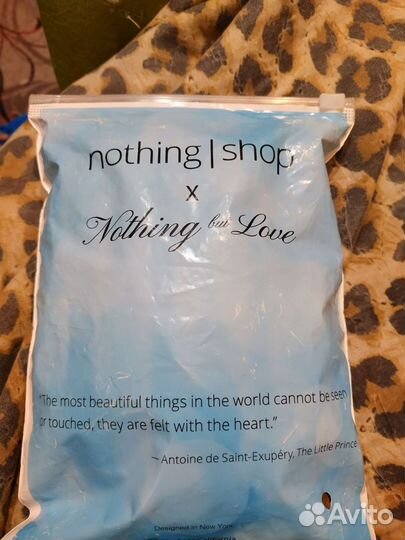 nothing|shop
x
Nothing but Love
"The most beautiful things in the world cannot be seen
or touched, they are felt with the heart."
— Antoine de Saint-Exupéry, The Little Prince
Designed in New York
California
Avito